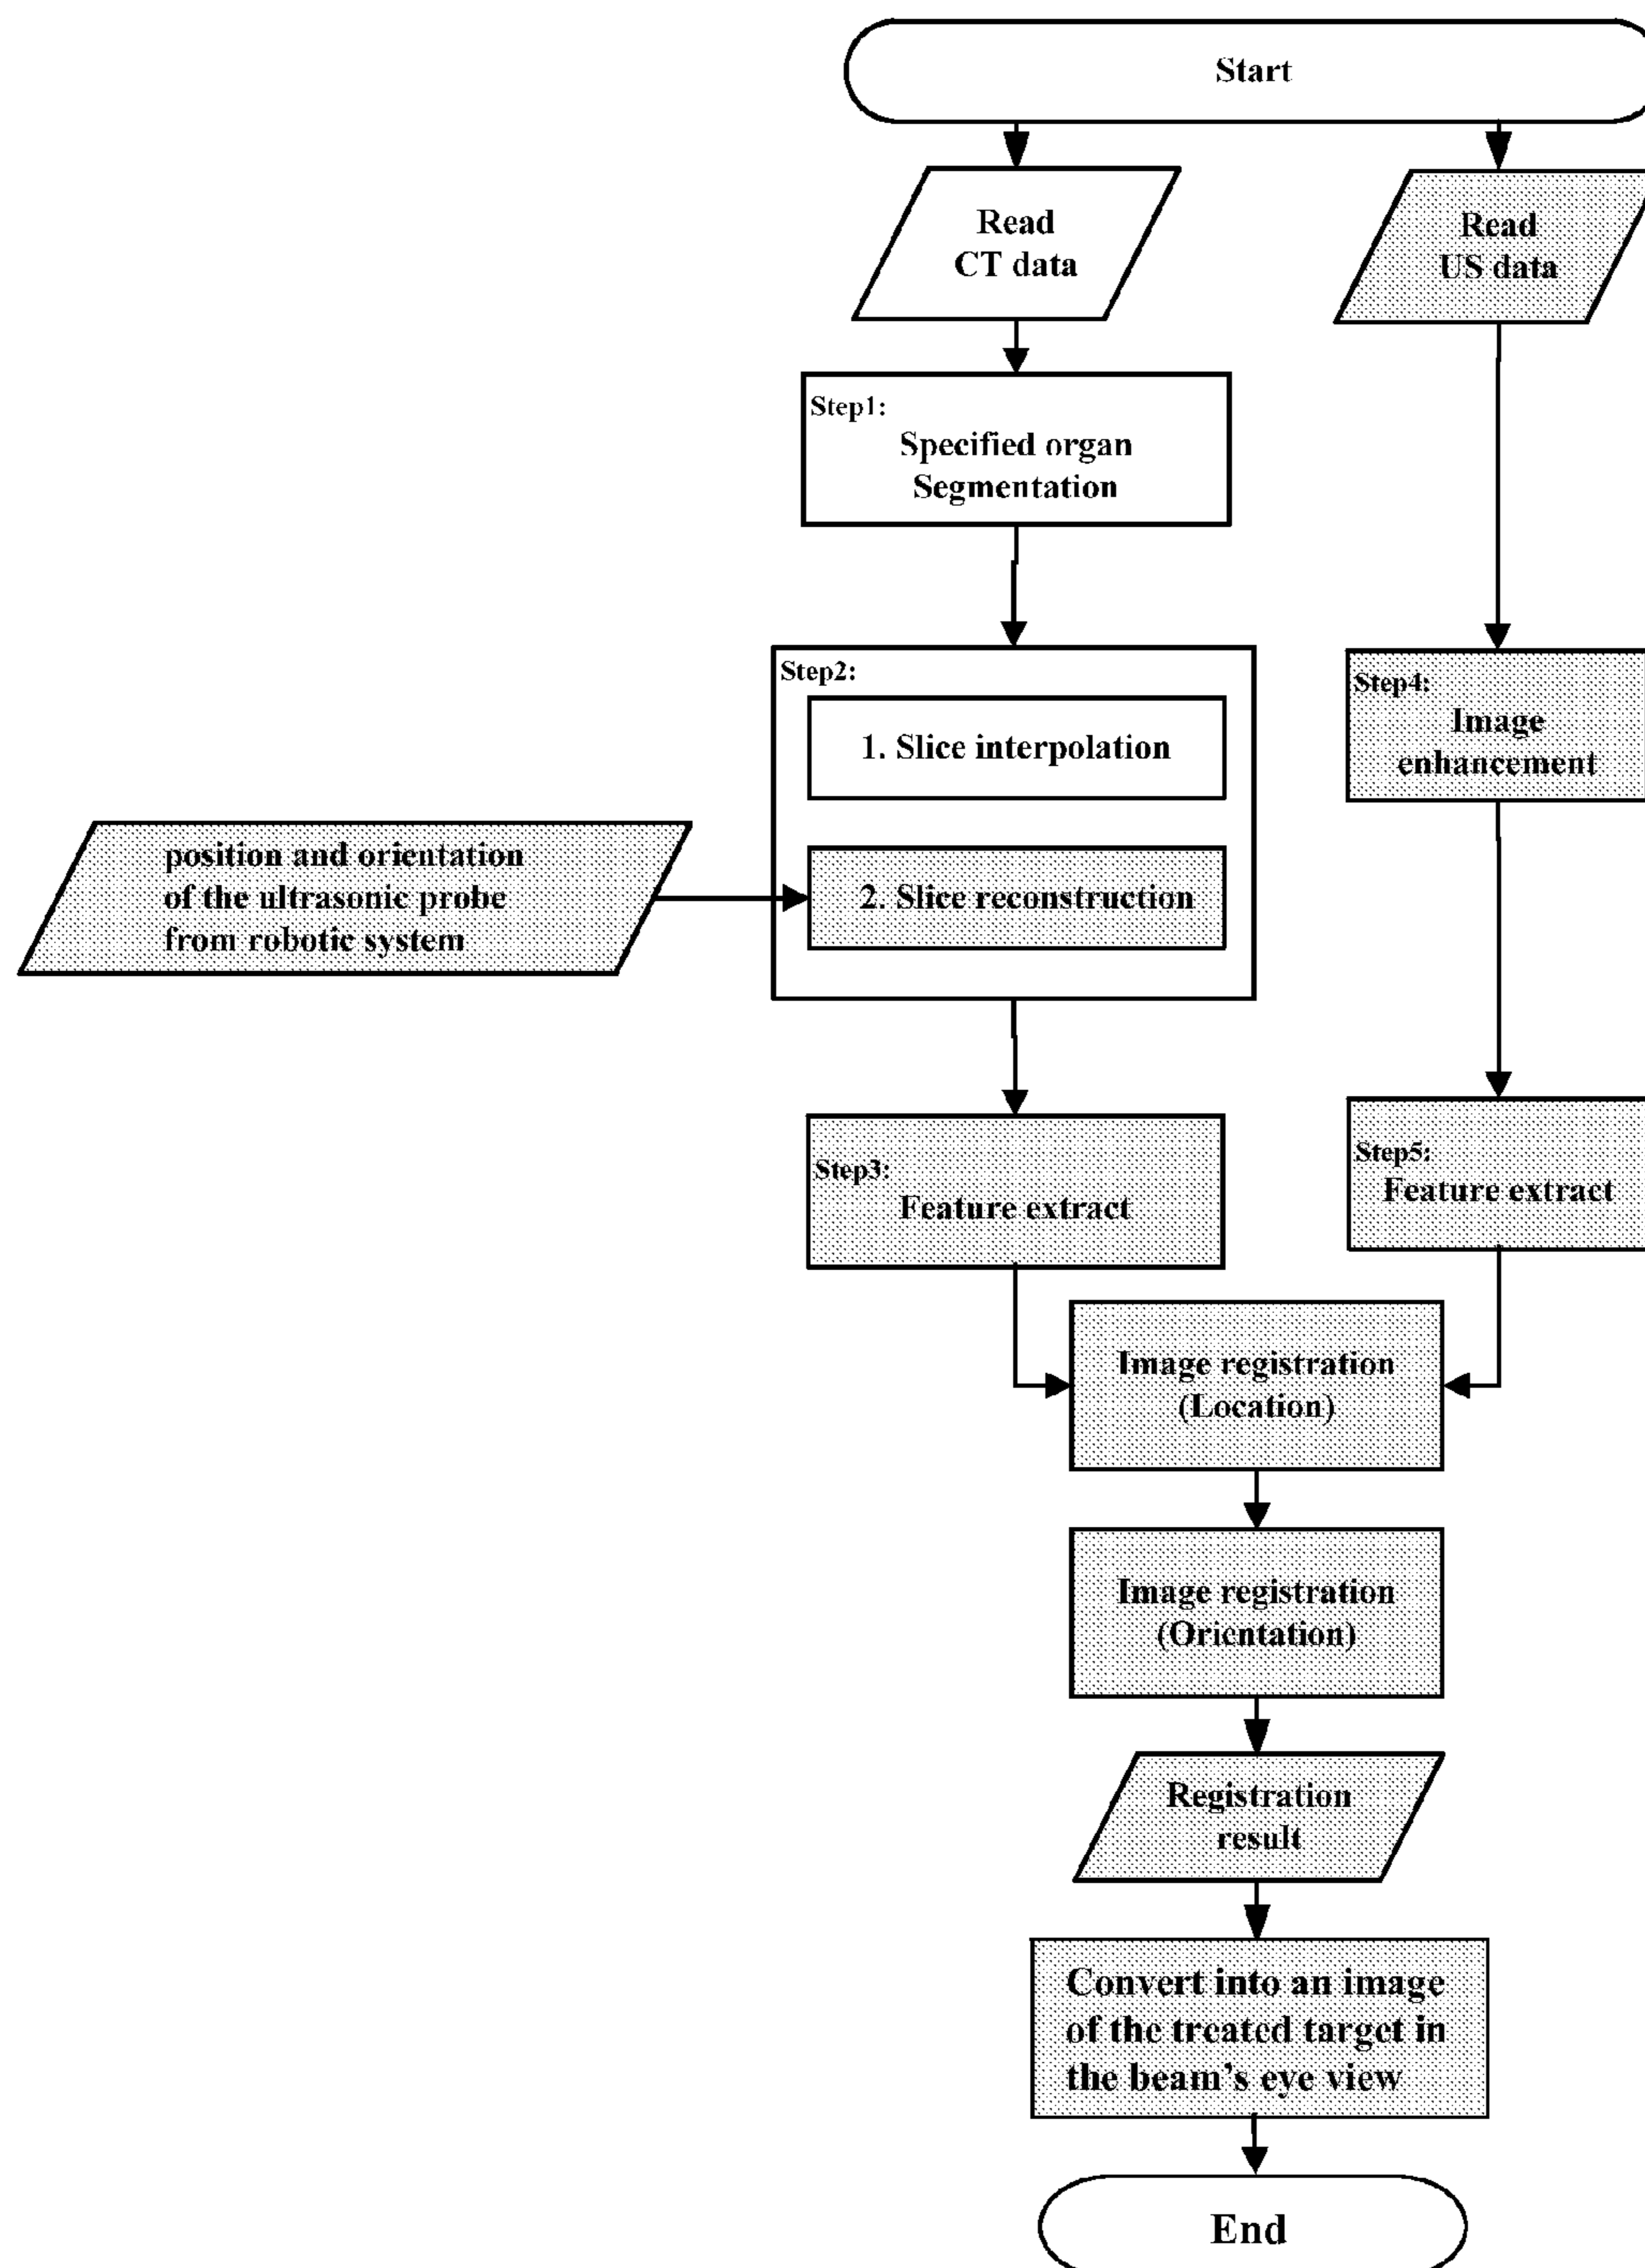 Start
Read
CT data
Read
US data
Step1:
Specified organ
Segmentation
Step2:
1. Slice interpolation
Step4:
Image
enhancement
position and orientation
of the ultrasonic probe
from robotic system
2. Slice reconstruction
Step3:
Feature extract
Step5:
Feature extract
Image registration
(Location)
Image registration
(Orientation)
Registration
result
Convert into an image
of the treated target in
the beam's eye view
End